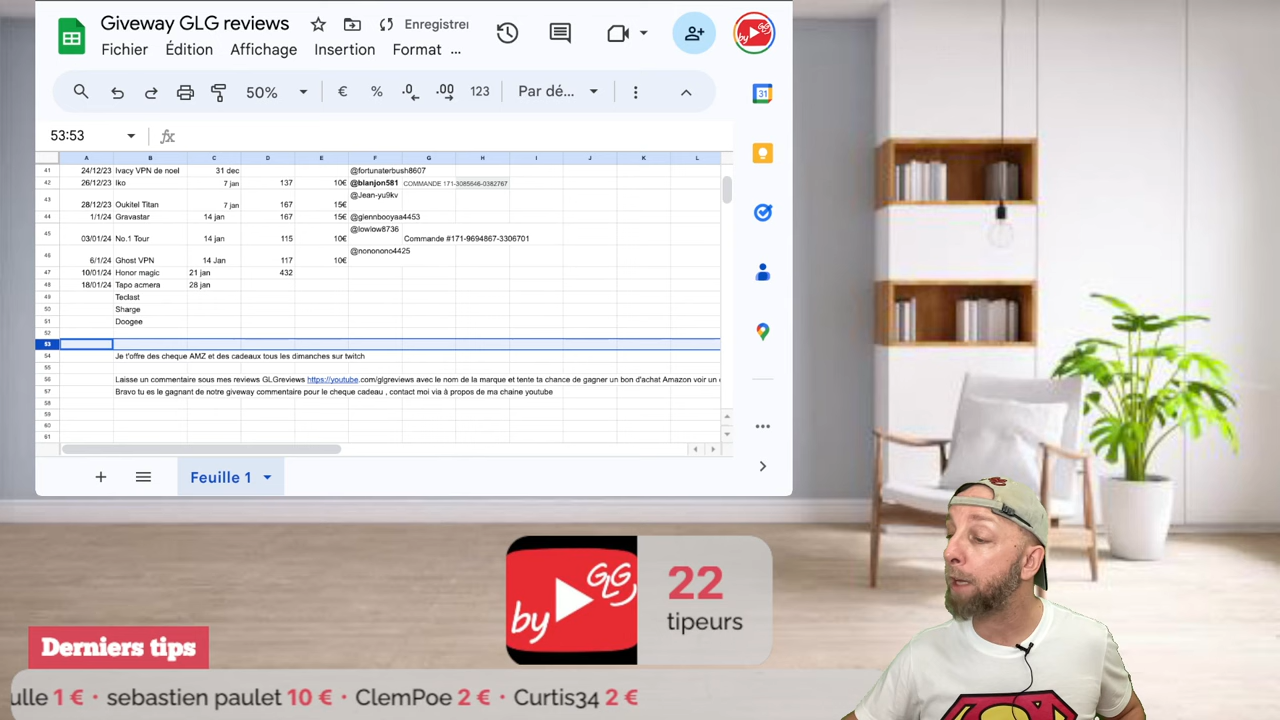 Giveway GLG reviews
Enregistrer
Fichier Édition Affichage Insertion Format ...
50% € % .0 .00 123 Par dé...
31
53:53 fx
A B C D E F G H I J K L
41 24/12/23 Ivacy VPN de noel 31 dec @fortunaterbush8607
42 26/12/23 Iko 7 jan 137 10€ @blanjon581 COMMANDE 171-3085646-0382767
43 28/12/23 Oukitel Titan 7 jan 167 15€ @Jean-yu9kv
44 1/1/24 Gravastar 14 jan 167 15€ @glennbooyaa4453
45 03/01/24 No.1 Tour 14 jan 115 10€ @lowlow8736 Commande #171-9694867-3306701
46 6/1/24 Ghost VPN 14 Jan 117 10€ @nononono4425
47 10/01/24 Honor magic 21 jan 432
48 18/01/24 Tapo acmera 28 jan
49 Teclast
50 Sharge
51 Doogee
52
53
54 Je t'offre des cheque AMZ et des cadeaux tous les dimanches sur twitch
55
56 Laisse un commentaire sous mes reviews GLGreviews https://youtube.com/glgreviews avec le nom de la marque et tente ta chance de gagner un bon d'achat Amazon voir un
57 Bravo tu es le gagnant de notre giveway commentaire pour le cheque cadeau , contact moi via à propos de ma chaine youtube
58
59
60
61
Feuille 1
by GLG
22
tipeurs
Derniers tips
ulle 1 € · sebastien paulet 10 € · ClemPoe 2 € · Curtis34 2 €